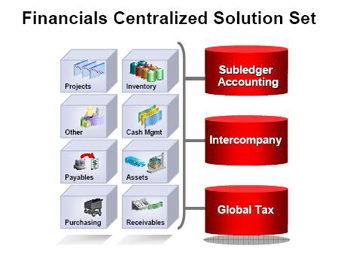 Financials Centralized Solution Set
Projects
Inventory
Other
Cash Mgmt
Payables
Assets
Purchasing
Receivables
Subledger
Accounting
Intercompany
Global Tax